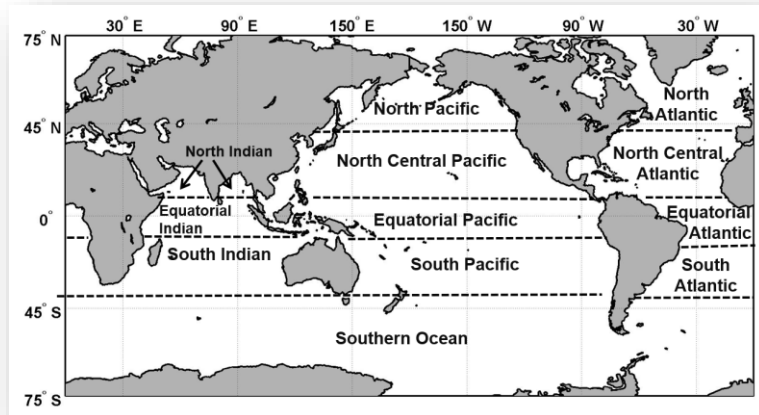 30° E 90° E 150° E 150° W 90° W 30° W
75° N
North
Atlantic
North Pacific
45° N
North Indian
North Central Pacific
North Central
Atlantic
Equatorial
Indian
Equatorial Pacific
Equatorial
Atlantic
0°
South Indian
South Pacific
South
Atlantic
45° S
Southern Ocean
75° S